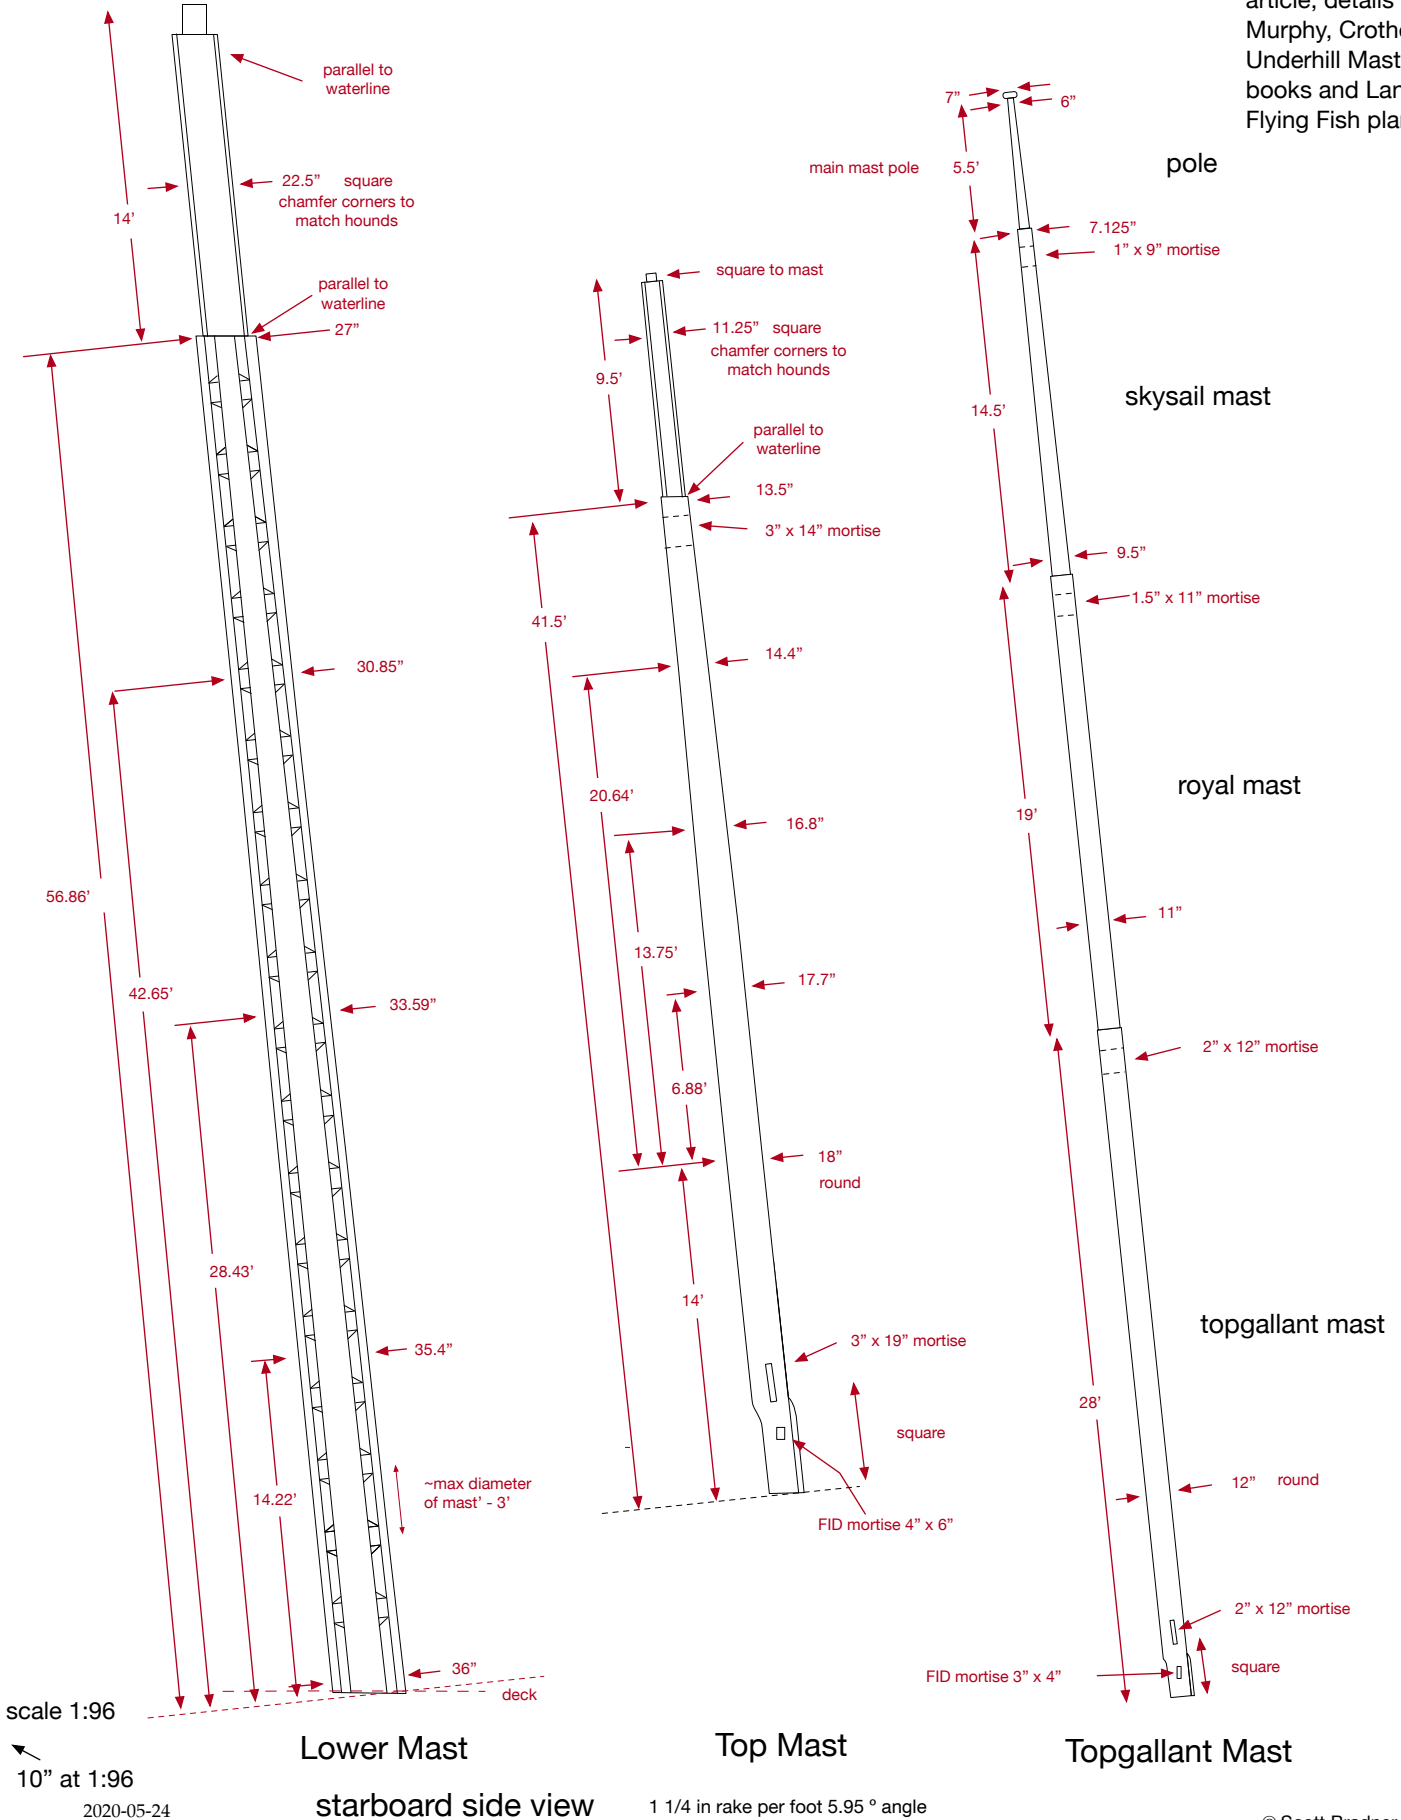 article, details
Murphy,
Underhill
books and
Flying Fish
parallel to
waterline
22.5” square
chamfer corners to
match hounds
14’
parallel to
waterline
27”
30.85”
56.86’
42.65’
33.59”
28.43’
35.4”
14.22’
~max diameter
of mast’ - 3’
36”
deck
square to mast
11.25” square
chamfer corners to
match hounds
9.5’
parallel to
waterline
13.5”
3” x 14” mortise
41.5’
14.4”
20.64’
16.8”
13.75’
17.7”
6.88’
18”
round
14’
3” x 19” mortise
square
FID mortise 4” x 6”
7”
6”
main mast pole 5.5’
pole
7.125”
1” x 9” mortise
14.5’
skysail mast
9.5”
1.5” x 11” mortise
royal mast
19’
11”
2” x 12” mortise
topgallant mast
28’
12” round
2” x 12” mortise
FID mortise 3” x 4”
square
scale 1:96
10” at 1:96
2020-05-24
Lower Mast
Top Mast
Topgallant Mast
starboard side view
1 1/4 in rake per foot 5.95 º angle
© Scott Bradner